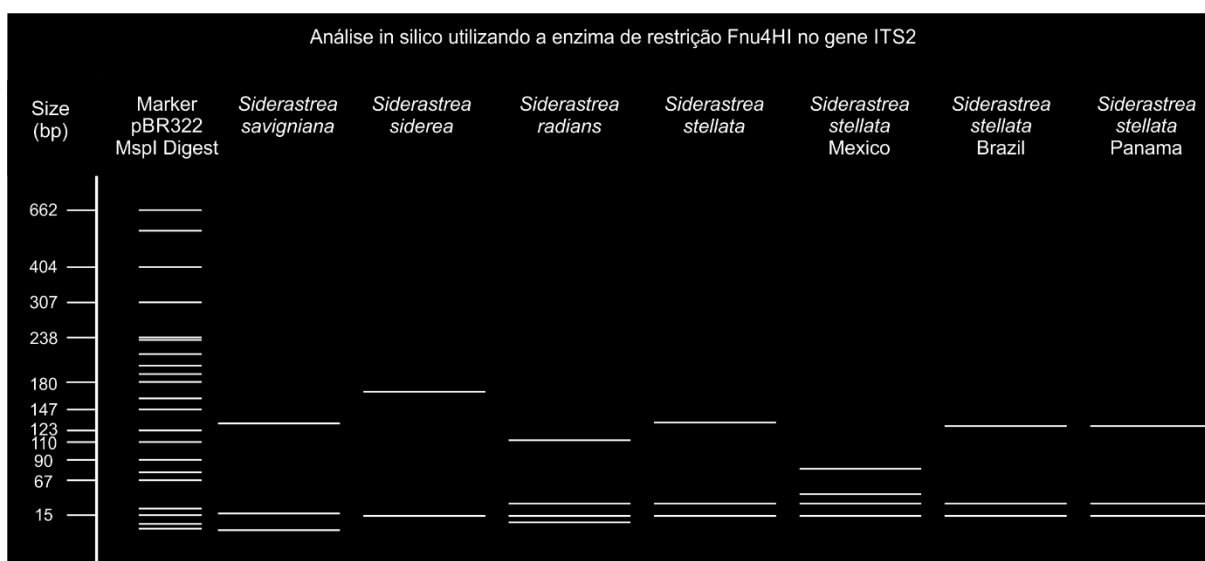 Análise in silico utilizando a enzima de restrição Fnu4HI no gene ITS2
Size
(bp)
Marker
pBR322
MspI Digest
Siderastrea
savigniana
Siderastrea
siderea
Siderastrea
radians
Siderastrea
stellata
Siderastrea
stellata
Mexico
Siderastrea
stellata
Brazil
Siderastrea
stellata
Panama
662
404
307
238
180
147
123
110
90
67
15